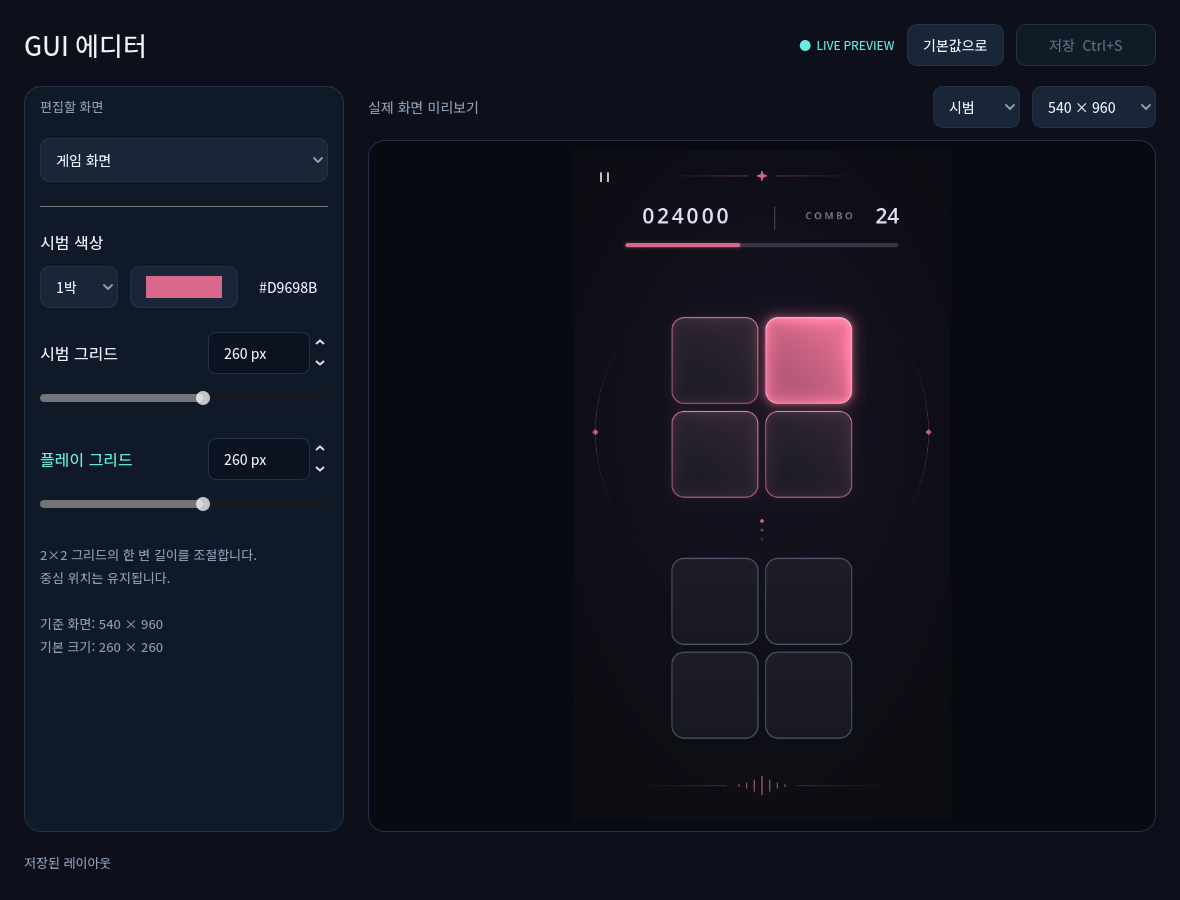 GUI 에디터
LIVE PREVIEW
기본값으로
저장 Ctrl+S
편집할 화면
게임 화면
시범 색상
1박
#D9698B
시범 그리드
260 px
플레이 그리드
260 px
2×2 그리드의 한 변 길이를 조절합니다.
중심 위치는 유지됩니다.
기준 화면: 540 × 960
기본 크기: 260 × 260
실제 화면 미리보기
시범
540 × 960
024000
COMBO
24
저장된 레이아웃